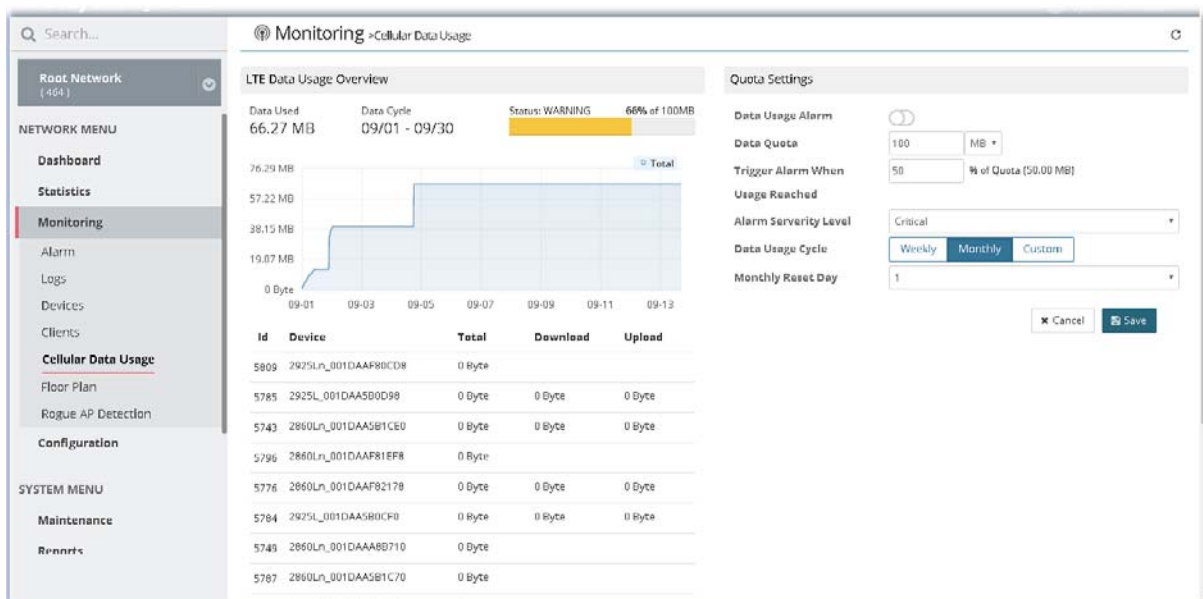 Search...
Root Network
( 464 )
NETWORK MENU
Dashboard
Statistics
Monitoring
Alarm
Logs
Devices
Clients
Cellular Data Usage
Floor Plan
Rogue AP Detection
Configuration
SYSTEM MENU
Maintenance
Reports
Monitoring >Cellular Data Usage
LTE Data Usage Overview
Data Used
Data Cycle
Status: WARNING
66% of 100MB
66.27 MB
09/01 - 09/30
Total
76.29 MB
57.22 MB
38.15 MB
19.07 MB
0 Byte
09-01 09-03 09-05 09-07 09-09 09-11 09-13
Id Device Total Download Upload
5809 2925Ln_001DAAF80CD8 0 Byte
5785 2925L_001DAA5B0D98 0 Byte 0 Byte 0 Byte
5743 2860Ln_001DAA5B1CE0 0 Byte 0 Byte 0 Byte
5796 2860Ln_001DAAF81EF8 0 Byte
5776 2860Ln_001DAAF82178 0 Byte 0 Byte 0 Byte
5784 2925L_001DAA5B0CF0 0 Byte 0 Byte 0 Byte
5749 2860Ln_001DAAA8B710 0 Byte
5787 2860Ln_001DAA5B1C70 0 Byte
Quota Settings
Data Usage Alarm
Data Quota 100 MB
Trigger Alarm When 50 % of Quota (50.00 MB)
Usage Reached
Alarm Serverity Level Critical
Data Usage Cycle Weekly Monthly Custom
Monthly Reset Day 1
Cancel Save